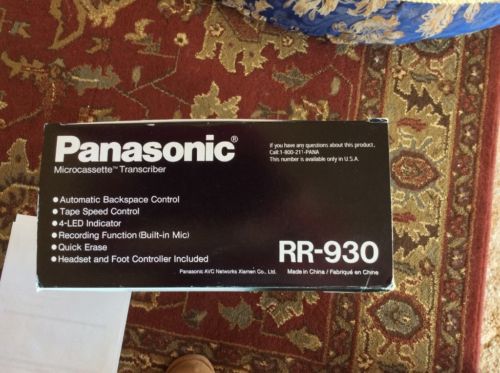 Panasonic®
Microcassette™ Transcriber
If you have any questions about this product,
Call:1-800-211-PANA
This number is available only in U.S.A.
● Automatic Backspace Control
● Tape Speed Control
● 4-LED Indicator
● Recording Function (Built-in Mic)
● Quick Erase
● Headset and Foot Controller Included
RR-930
Panasonic AVC Networks Xiamen Co., Ltd.
Made in China / Fabriqué en Chine